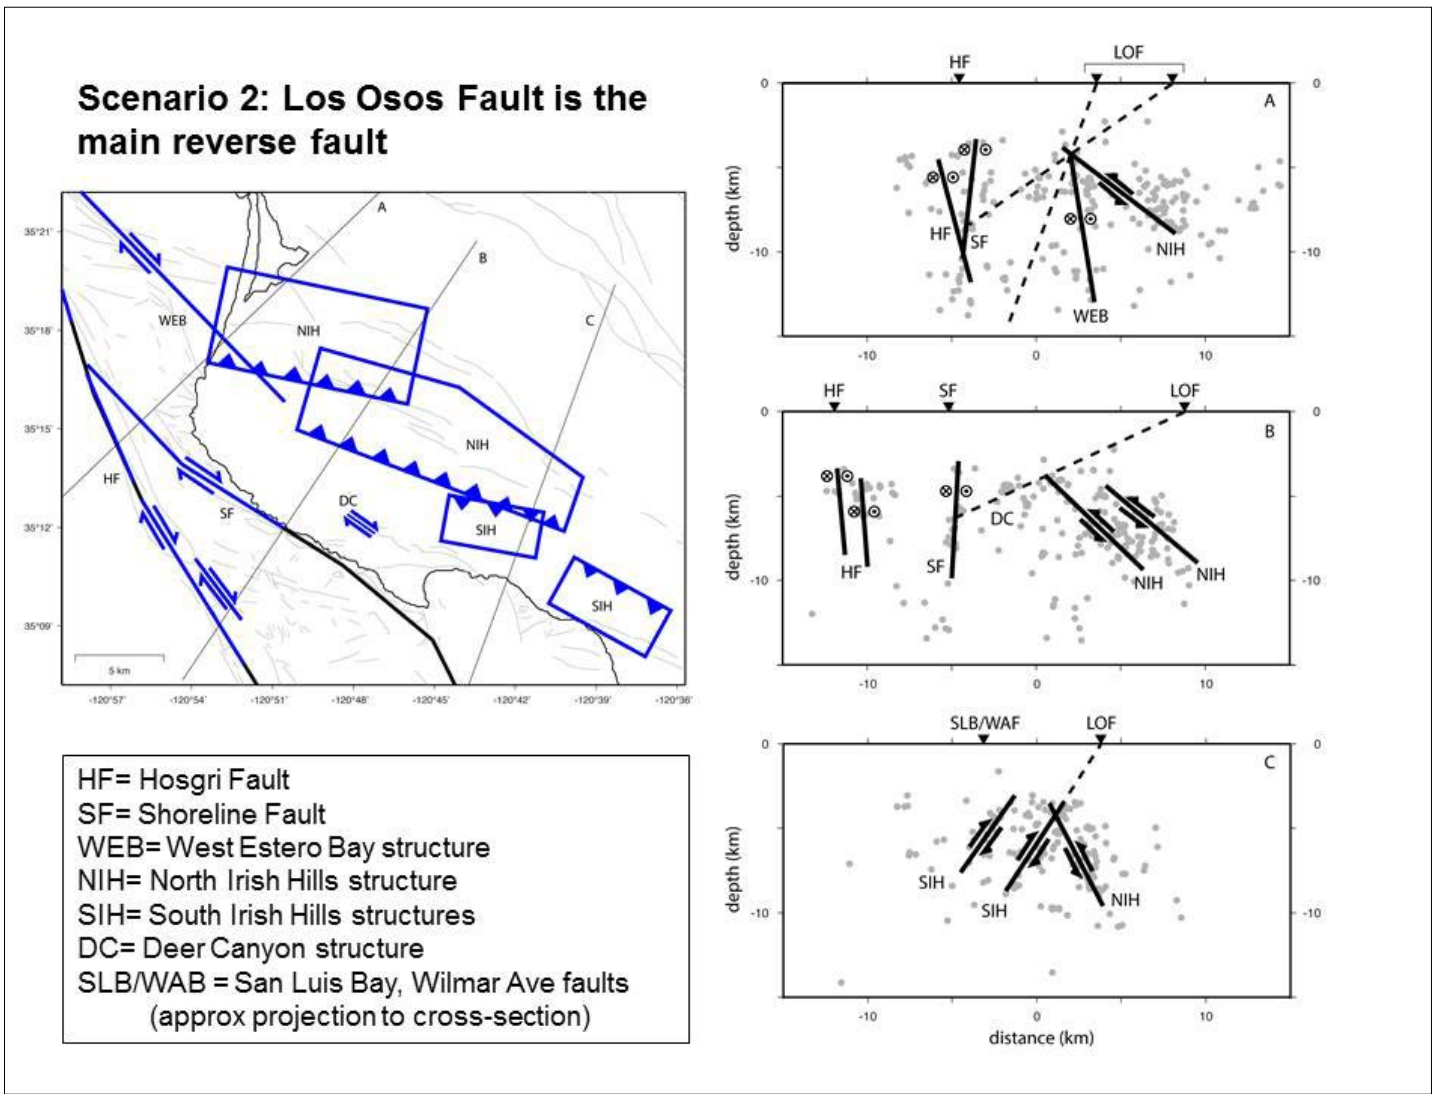 Scenario 2: Los Osos Fault is the
main reverse fault
35°21'
35°18'
35°15'
35°12'
35°09'
-120°57'
-120°54'
-120°51'
-120°48'
-120°45'
-120°42'
-120°39'
-120°36'
A
B
C
WEB
NIH
NIH
HF
SF
DC
SIH
SIH
5 km
HF= Hosgri Fault
SF= Shoreline Fault
WEB= West Estero Bay structure
NIH= North Irish Hills structure
SIH= South Irish Hills structures
DC= Deer Canyon structure
SLB/WAB = San Luis Bay, Wilmar Ave faults
(approx projection to cross-section)
HF
LOF
0
0
A
depth (km)
HF
SF
NIH
-10
-10
WEB
-10
0
10
HF
SF
LOF
0
0
B
depth (km)
DC
HF
SF
NIH
NIH
-10
-10
-10
0
10
SLB/WAF
LOF
0
0
C
depth (km)
SIH
SIH
NIH
-10
-10
-10
0
10
distance (km)